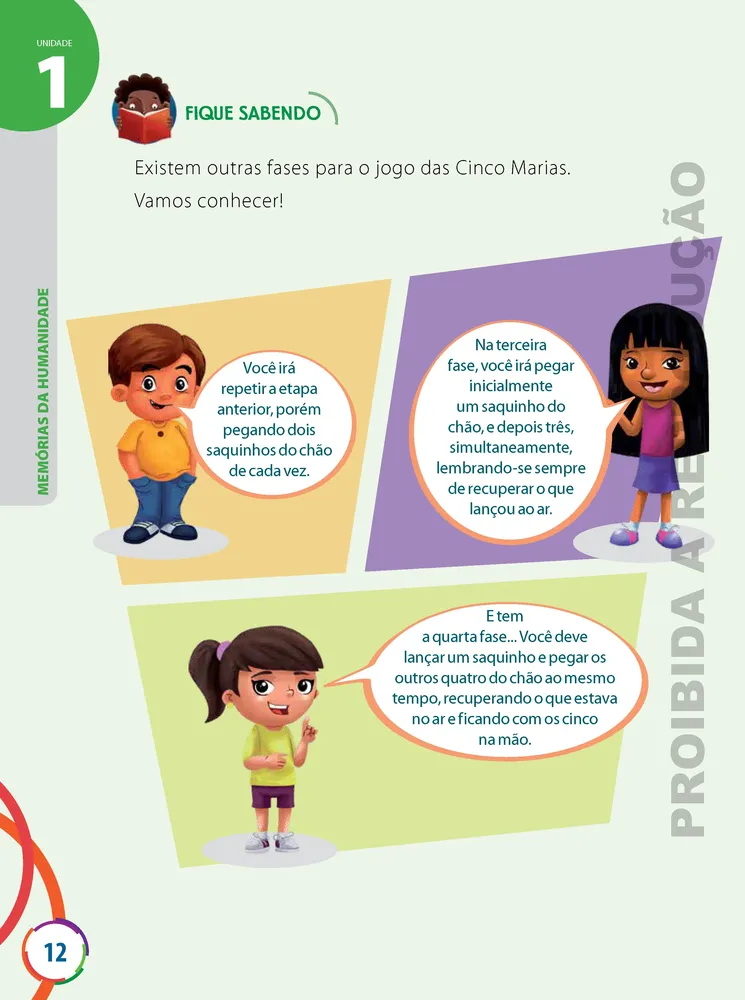 UNIDADE
1
FIQUE SABENDO
Existem outras fases para o jogo das Cinco Marias.
Vamos conhecer!
MEMÓRIAS DA HUMANIDADE
Você irá
repetir a etapa
anterior, porém
pegando dois
saquinhos do chão
de cada vez.
Na terceira
fase, você irá pegar
inicialmente
um saquinho do
chão, e depois três,
simultaneamente,
lembrando-se sempre
de recuperar o que
lançou ao ar.
E tem
a quarta fase... Você deve
lançar um saquinho e pegar os
outros quatro do chão ao mesmo
tempo, recuperando o que estava
no ar e ficando com os cinco
na mão.
PROIBIDA A RE DUÇÃO
12